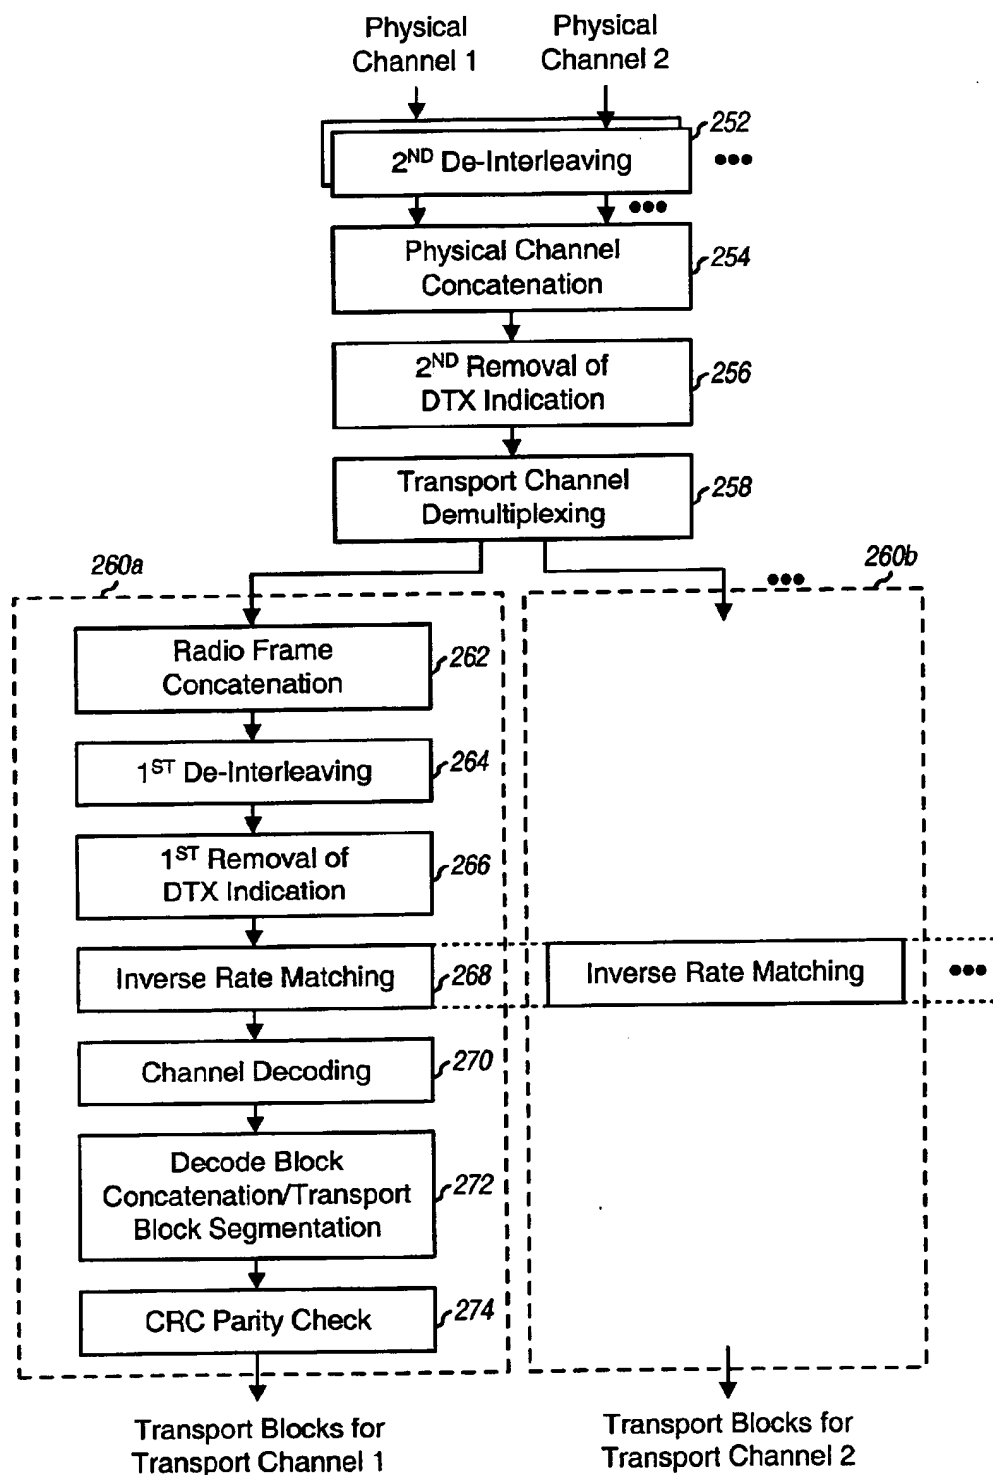 Physical
Channel 1
Physical
Channel 2
252
2ND De-Interleaving
Physical Channel
Concatenation
254
2ND Removal of
DTX Indication
256
Transport Channel
Demultiplexing
258
260a
260b
Radio Frame
Concatenation
262
1ST De-Interleaving
264
1ST Removal of
DTX Indication
266
Inverse Rate Matching
268
Inverse Rate Matching
Channel Decoding
270
Decode Block
Concatenation/Transport
Block Segmentation
272
CRC Parity Check
274
Transport Blocks for
Transport Channel 1
Transport Blocks for
Transport Channel 2